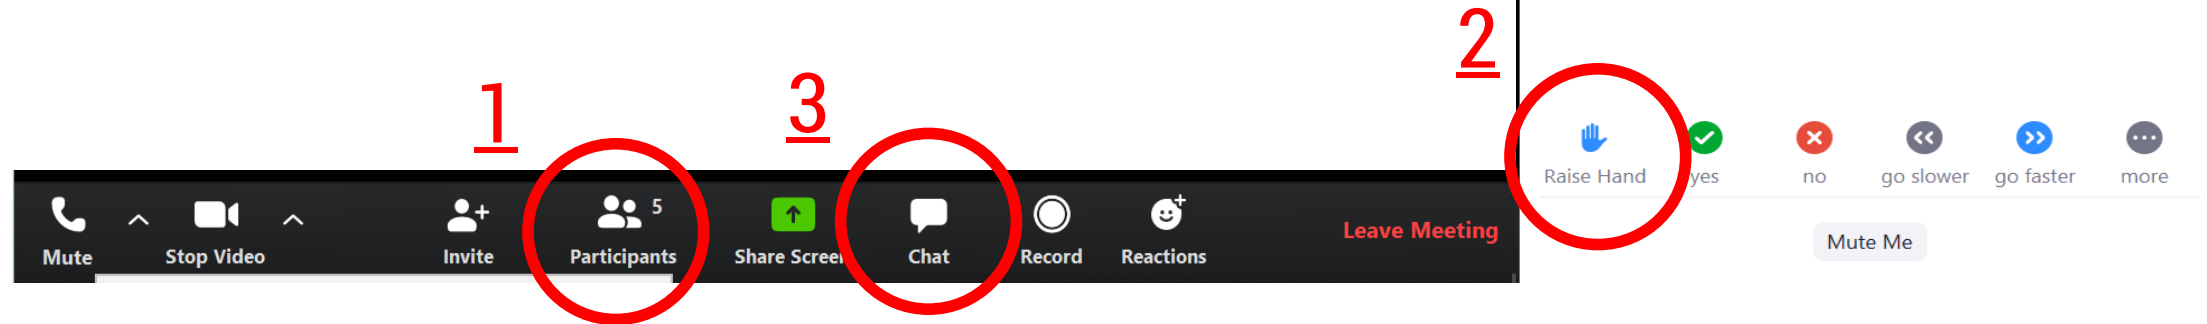 1
3
2
5
Mute
Stop Video
Invite
Participants
Share Screen
Chat
Record
Reactions
Leave Meeting
Raise Hand
yes
no
go slower
go faster
more
Mute Me